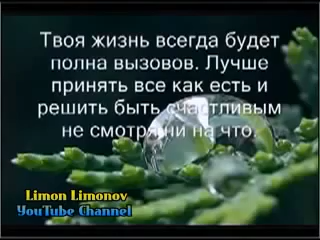 Твоя жизнь всегда будет
полна вызовов. Лучше
принять все как есть и
решить быть счастливым
не смотря ни на что.
Limon Limonov
YouTube Channel